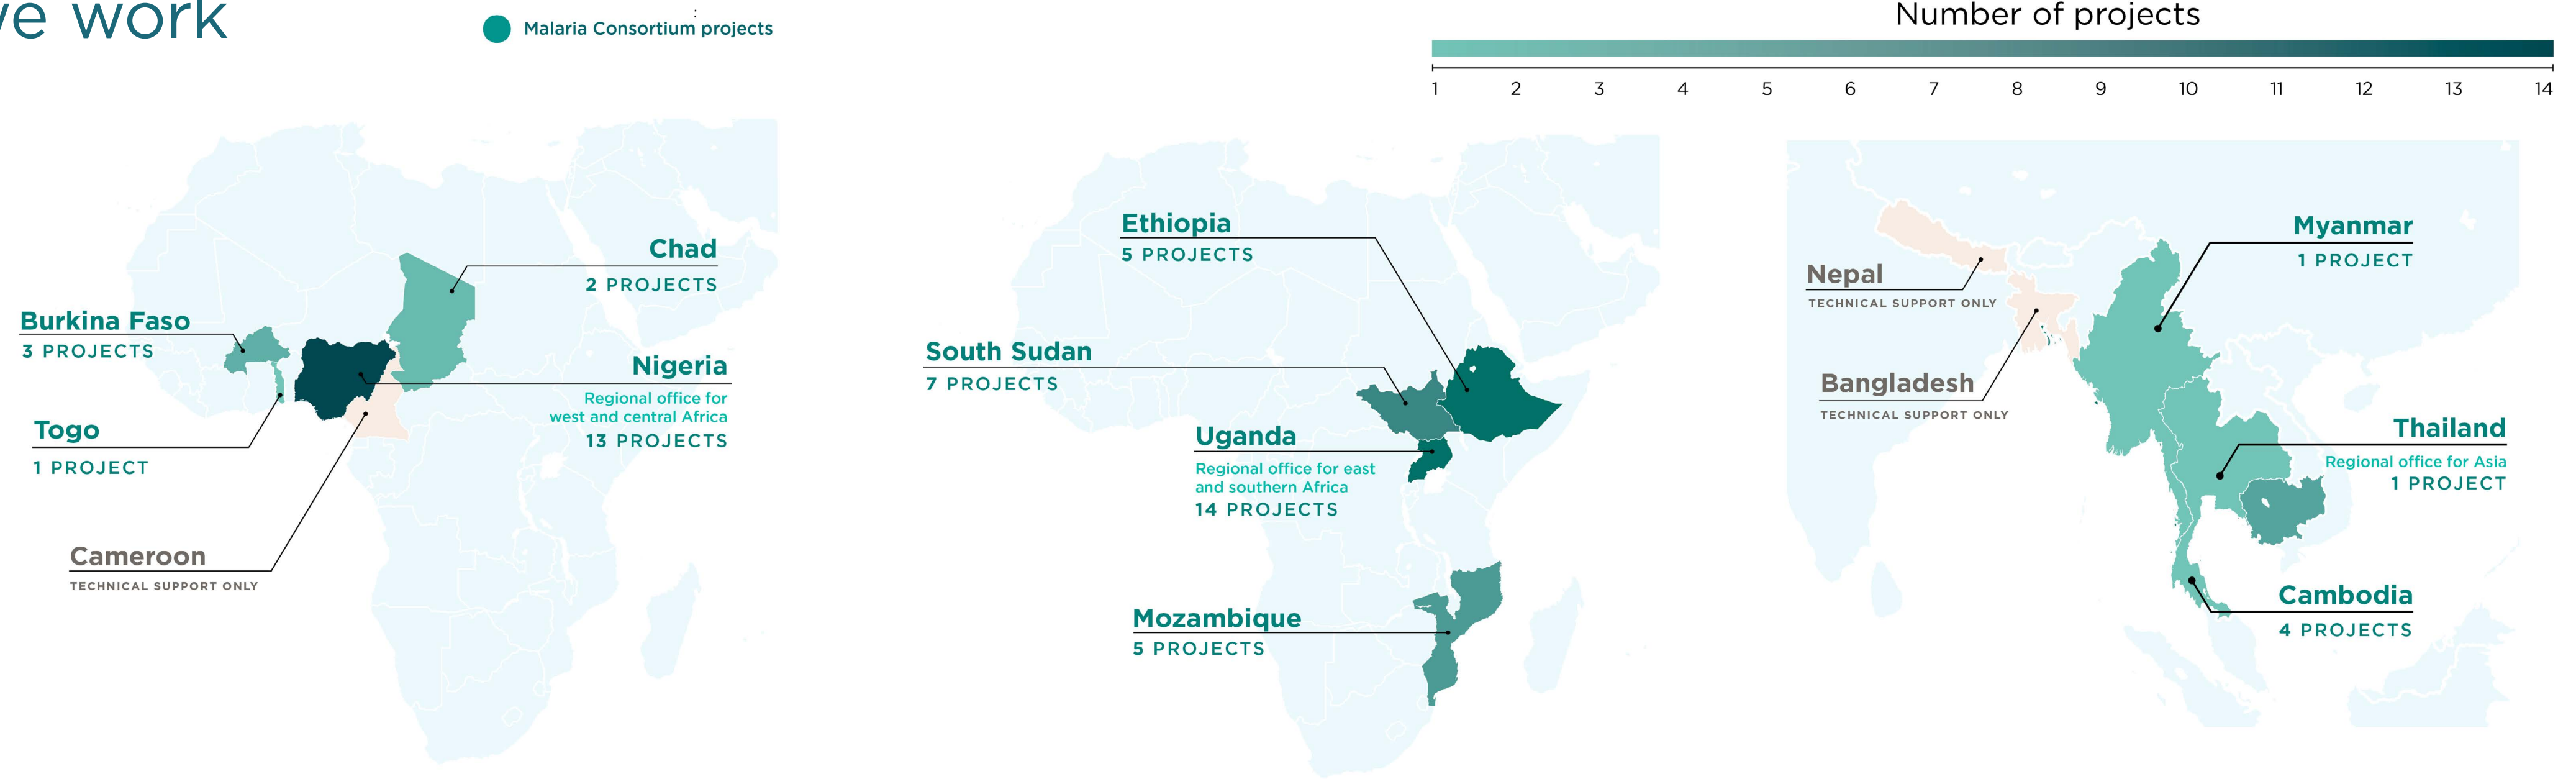 ve work
Malaria Consortium projects
Number of projects
1 2 3 4 5 6 7 8 9 10 11 12 13 14
Chad
2 PROJECTS
Burkina Faso
3 PROJECTS
Nigeria
Regional office for
west and central Africa
13 PROJECTS
Togo
1 PROJECT
Cameroon
TECHNICAL SUPPORT ONLY
Ethiopia
5 PROJECTS
South Sudan
7 PROJECTS
Uganda
Regional office for east
and southern Africa
14 PROJECTS
Mozambique
5 PROJECTS
Myanmar
1 PROJECT
Nepal
TECHNICAL SUPPORT ONLY
Bangladesh
TECHNICAL SUPPORT ONLY
Thailand
Regional office for Asia
1 PROJECT
Cambodia
4 PROJECTS